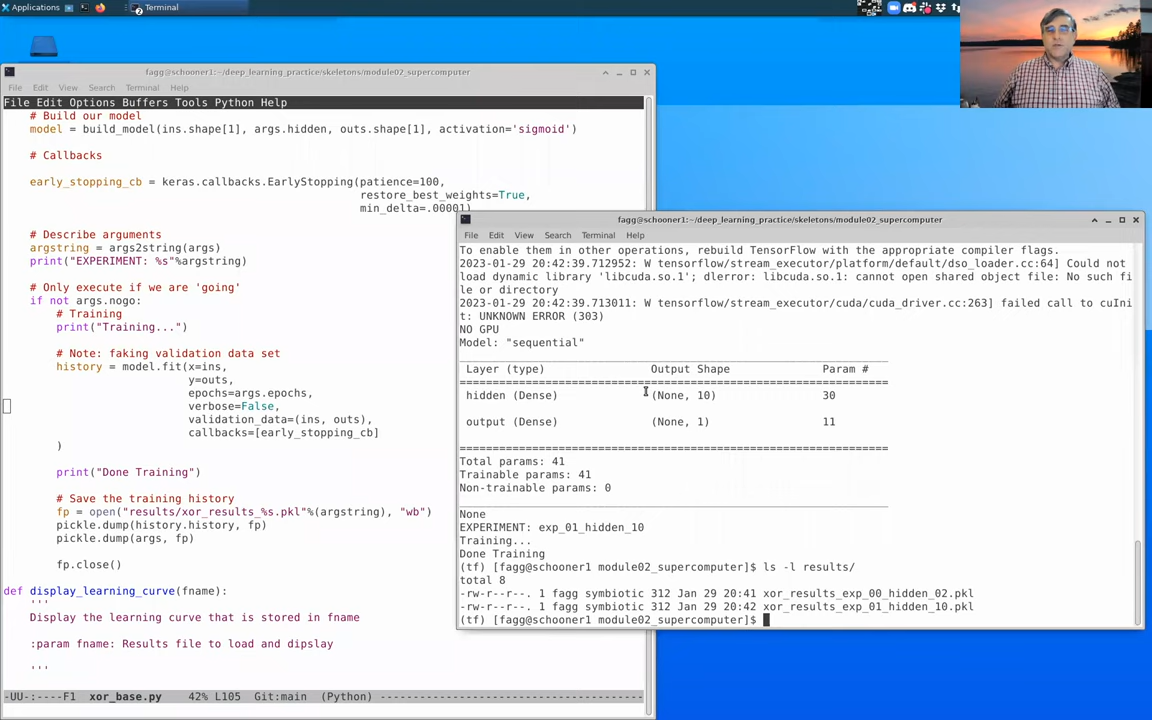 Applications
Terminal
fagg@schooner1:~/deep_learning_practice/skeletons/module02_supercomputer
File Edit View Search Terminal Help
File Edit Options Buffers Tools Python Help
# Build our model
model = build_model(ins.shape[1], args.hidden, outs.shape[1], activation='sigmoid')
# Callbacks
early_stopping_cb = keras.callbacks.EarlyStopping(patience=100,
restore_best_weights=True,
min_delta=.00001)
# Describe arguments
argstring = args2string(args)
print("EXPERIMENT: %s"%argstring)
# Only execute if we are 'going'
if not args.nogo:
# Training
print("Training...")
# Note: faking validation data set
history = model.fit(x=ins,
y=outs,
epochs=args.epochs,
verbose=False,
validation_data=(ins, outs),
callbacks=[early_stopping_cb]
)
print("Done Training")
# Save the training history
fp = open("results/xor_results_%s.pkl"%(argstring), "wb")
pickle.dump(history.history, fp)
pickle.dump(args, fp)
fp.close()
def display_learning_curve(fname):
'''
Display the learning curve that is stored in fname
:param fname: Results file to load and dipslay
'''
-UU-:----F1 xor_base.py 42% L105 Git:main (Python) ----------------------------------------
fagg@schooner1:~/deep_learning_practice/skeletons/module02_supercomputer
File Edit View Search Terminal Help
To enable them in other operations, rebuild TensorFlow with the appropriate compiler flags.
2023-01-29 20:42:39.712952: W tensorflow/stream_executor/platform/default/dso_loader.cc:64] Could not
load dynamic library 'libcuda.so.1'; dlerror: libcuda.so.1: cannot open shared object file: No such fi
le or directory
2023-01-29 20:42:39.713011: W tensorflow/stream_executor/cuda/cuda_driver.cc:263] failed call to cuIni
t: UNKNOWN ERROR (303)
NO GPU
Model: "sequential"
Layer (type) Output Shape Param #
hidden (Dense) (None, 10) 30
output (Dense) (None, 1) 11
Total params: 41
Trainable params: 41
Non-trainable params: 0
None
EXPERIMENT: exp_01_hidden_10
Training...
Done Training
(tf) [fagg@schooner1 module02_supercomputer]$ ls -l results/
total 8
-rw-r--r--. 1 fagg symbiotic 312 Jan 29 20:41 xor_results_exp_00_hidden_02.pkl
-rw-r--r--. 1 fagg symbiotic 312 Jan 29 20:42 xor_results_exp_01_hidden_10.pkl
(tf) [fagg@schooner1 module02_supercomputer]$